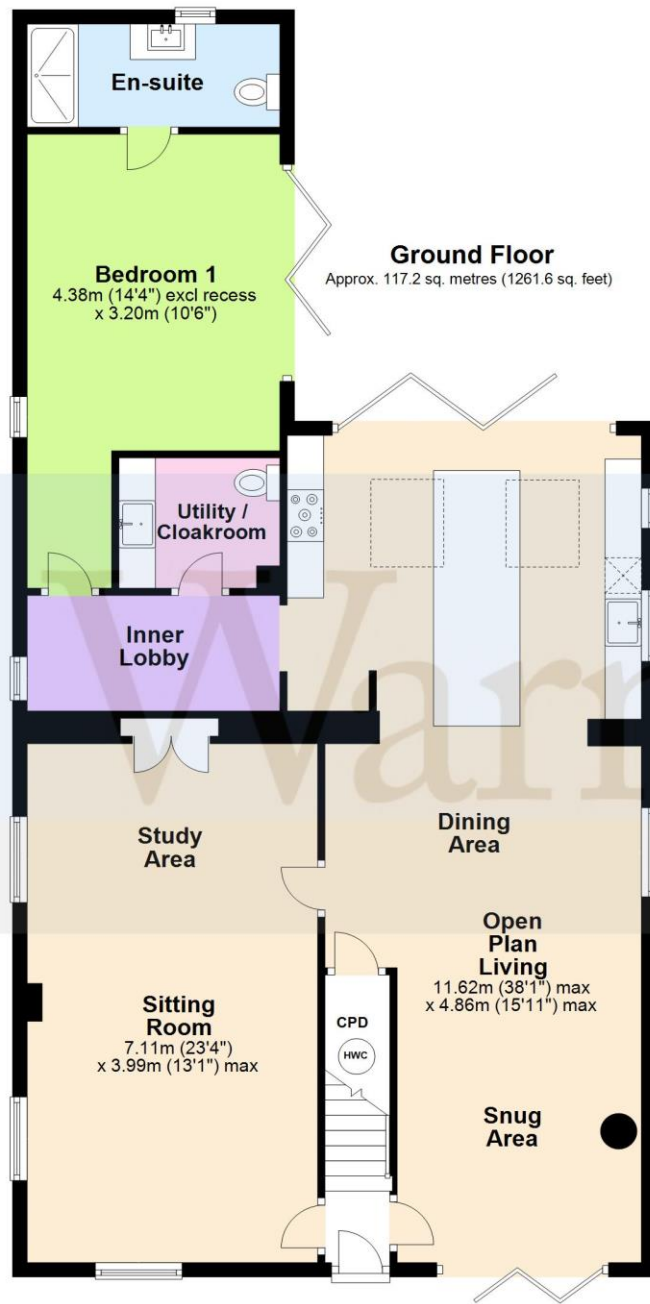 En-suite
Bedroom 1
4.38m (14'4") excl recess
x 3.20m (10'6")
Ground Floor
Approx. 117.2 sq. metres (1261.6 sq. feet)
Utility /
Cloakroom
Inner
Lobby
Warn
Study
Area
Dining
Area
Open
Plan
Living
11.62m (38'1") max
x 4.86m (15'11") max
Sitting
Room
7.11m (23'4")
x 3.99m (13'1") max
CPD
HWC
Snug
Area